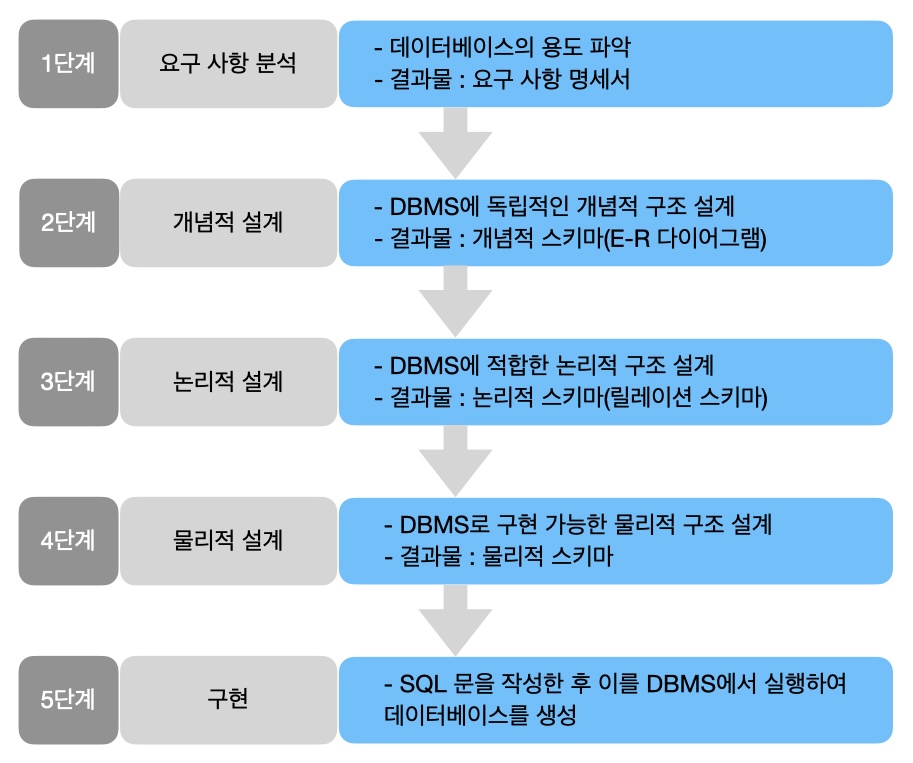 1단계
요구 사항 분석
- 데이터베이스의 용도 파악
- 결과물 : 요구 사항 명세서
2단계
개념적 설계
- DBMS에 독립적인 개념적 구조 설계
- 결과물 : 개념적 스키마(E-R 다이어그램)
3단계
논리적 설계
- DBMS에 적합한 논리적 구조 설계
- 결과물 : 논리적 스키마(릴레이션 스키마)
4단계
물리적 설계
- DBMS로 구현 가능한 물리적 구조 설계
- 결과물 : 물리적 스키마
5단계
구현
- SQL 문을 작성한 후 이를 DBMS에서 실행하여
데이터베이스를 생성